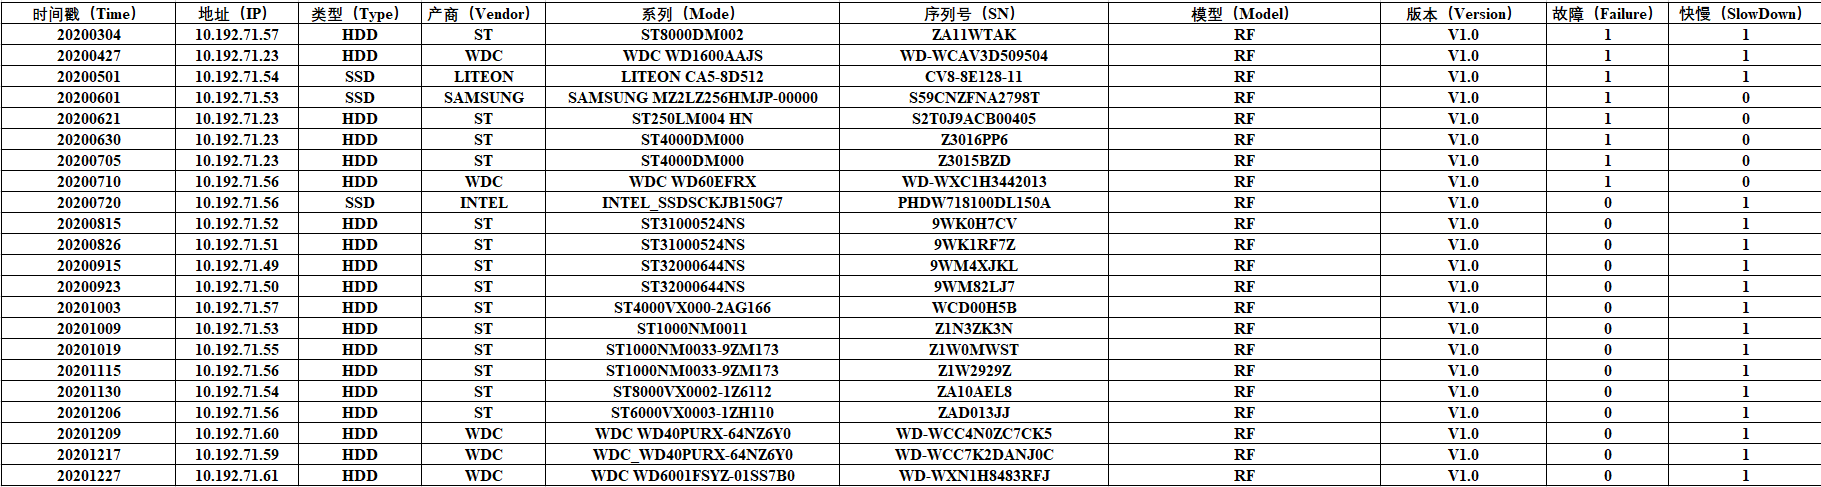 时间戳（Time） 地址（IP） 类型（Type） 产商（Vendor） 系列（Mode） 序列号（SN） 模型（Model） 版本（Version） 故障（Failure） 快慢（SlowDown）
20200304 10.192.71.57 HDD ST ST8000DM002 ZA11WTAK RF V1.0 1 1
20200427 10.192.71.23 HDD WDC WDC WD1600AAJS WD-WCAV3D509504 RF V1.0 1 1
20200501 10.192.71.54 SSD LITEON LITEON CA5-8D512 CV8-8E128-11 RF V1.0 1 1
20200601 10.192.71.53 SSD SAMSUNG SAMSUNG MZ2LZ256HMJP-00000 S59CNZFNA2798T RF V1.0 1 0
20200621 10.192.71.23 HDD ST ST250LM004 HN S2T0J9ACB00405 RF V1.0 1 0
20200630 10.192.71.23 HDD ST ST4000DM000 Z3016PP6 RF V1.0 1 0
20200705 10.192.71.23 HDD ST ST4000DM000 Z3015BZD RF V1.0 1 0
20200710 10.192.71.56 HDD WDC WDC WD60EFRX WD-WXC1H3442013 RF V1.0 1 0
20200720 10.192.71.56 SSD INTEL INTEL_SSDSCKJB150G7 PHDW718100DL150A RF V1.0 0 1
20200815 10.192.71.52 HDD ST ST31000524NS 9WK0H7CV RF V1.0 0 1
20200826 10.192.71.51 HDD ST ST31000524NS 9WK1RF7Z RF V1.0 0 1
20200915 10.192.71.49 HDD ST ST32000644NS 9WM4XJKL RF V1.0 0 1
20200923 10.192.71.50 HDD ST ST32000644NS 9WM82LJ7 RF V1.0 0 1
20201003 10.192.71.57 HDD ST ST4000VX000-2AG166 WCD00H5B RF V1.0 0 1
20201009 10.192.71.53 HDD ST ST1000NM0011 Z1N3ZK3N RF V1.0 0 1
20201019 10.192.71.55 HDD ST ST1000NM0033-9ZM173 Z1W0MWST RF V1.0 0 1
20201115 10.192.71.56 HDD ST ST1000NM0033-9ZM173 Z1W2929Z RF V1.0 0 1
20201130 10.192.71.54 HDD ST ST8000VX0002-1Z6112 ZA10AEL8 RF V1.0 0 1
20201206 10.192.71.56 HDD ST ST6000VX0003-1ZH110 ZAD013JJ RF V1.0 0 1
20201209 10.192.71.60 HDD WDC WDC WD40PURX-64NZ6Y0 WD-WCC4N0ZC7CK5 RF V1.0 0 1
20201217 10.192.71.59 HDD WDC WDC_WD40PURX-64NZ6Y0 WD-WCC7K2DANJ0C RF V1.0 0 1
20201227 10.192.71.61 HDD WDC WDC WD6001FSYZ-01SS7B0 WD-WXN1H8483RFJ RF V1.0 0 1